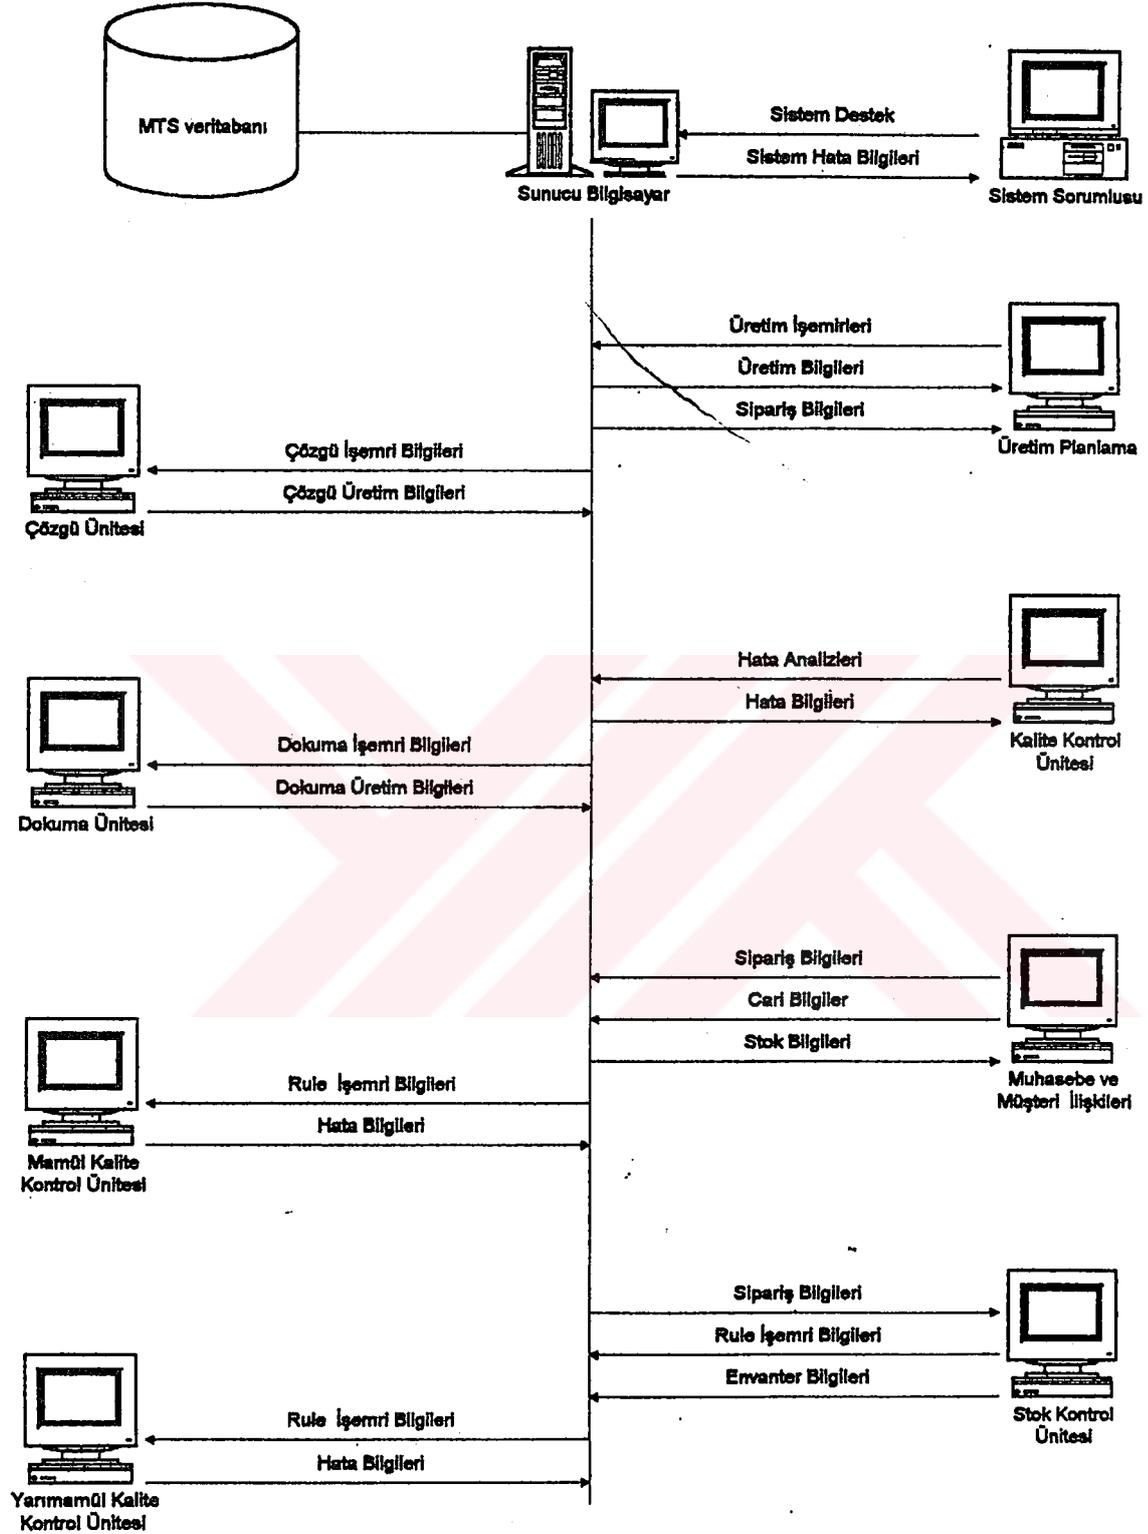 MTS veritabanı
Sistem Destek
Sistem Hata Bilgileri
Sunucu Bilgisayar
Sistem Sorumlusu
Üretim İşemirleri
Üretim Bilgileri
Sipariş Bilgileri
Üretim Planlama
Çözgü İşemri Bilgileri
Çözgü Üretim Bilgileri
Çözgü Ünitesi
Hata Analizleri
Hata Bilgileri
Kalite Kontrol
Ünitesi
Dokuma İşemri Bilgileri
Dokuma Üretim Bilgileri
Dokuma Ünitesi
Sipariş Bilgileri
Cari Bilgiler
Stok Bilgileri
Muhasebe ve
Müşteri İlişkileri
Rule İşemri Bilgileri
Hata Bilgileri
Mamül Kalite
Kontrol Ünitesi
Sipariş Bilgileri
Rule İşemri Bilgileri
Envanter Bilgileri
Stok Kontrol
Ünitesi
Rule İşemri Bilgileri
Hata Bilgileri
Yarımamül Kalite
Kontrol Ünitesi